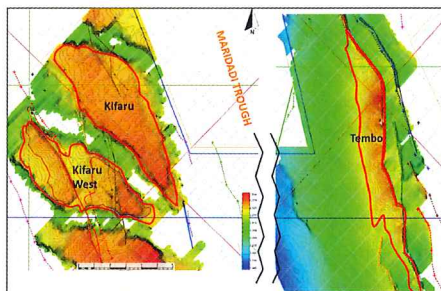 N
MARIDADI TROUGH
Kifaru
Kifaru
West
Tembo